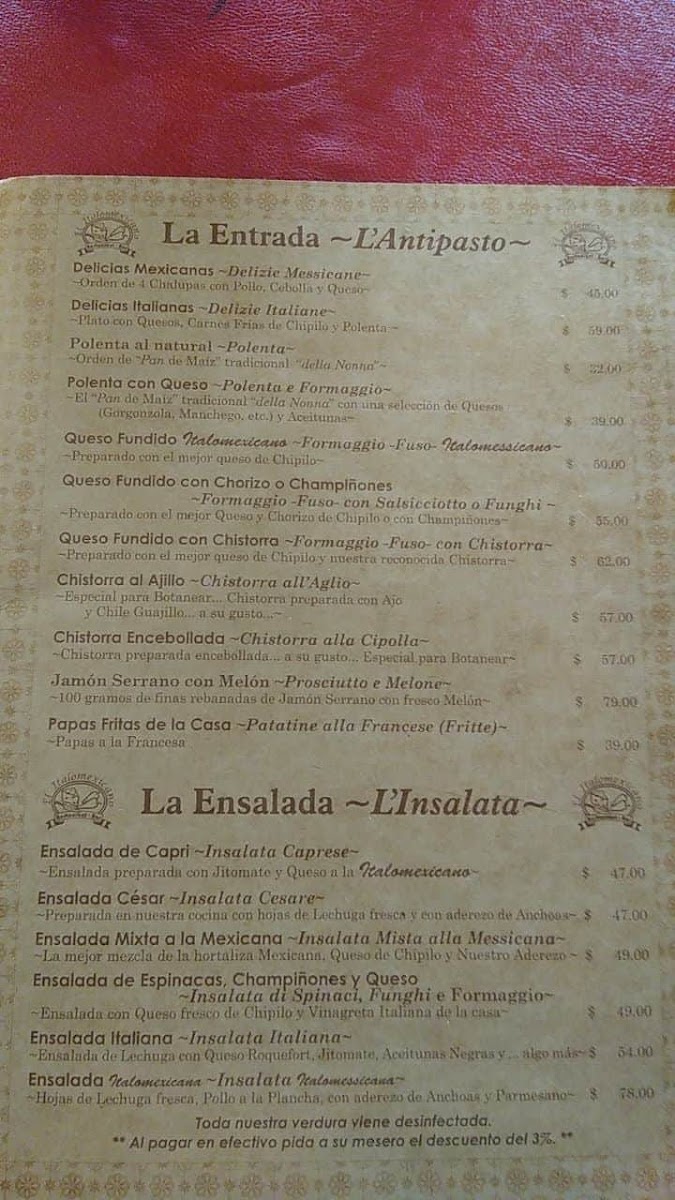 La Entrada ~L'Antipasto~
Delicias Mexicanas ~Delizie Messicane~
~Orden de 4 Chalupas con Pollo, Cebolla y Queso~ $ 45.00
Delicias Italianas ~Delizie Italiane~
~Plato con Quesos, Carnes Frías de Chipilo y Polenta~ $ 59.00
Polenta al natural ~Polenta~
~Orden de "Pan de Maíz" tradicional "della Nonna"~ $ 32.00
Polenta con Queso ~Polenta e Formaggio~
~El "Pan de Maíz" tradicional "della Nonna" con una selección de Quesos
(Gorgonzola, Manchego, etc.) y Aceitunas~ $ 39.00
Queso Fundido Italomexicano ~Formaggio -Fuso- Italomessicano~
~Preparado con el mejor queso de Chipilo~ $ 50.00
Queso Fundido con Chorizo o Champiñones
~Formaggio -Fuso- con Salsicciotto o Funghi ~
~Preparado con el mejor Queso y Chorizo de Chipilo o con Champiñones~ $ 55.00
Queso Fundido con Chistorra ~Formaggio -Fuso- con Chistorra~
~Preparado con el mejor queso de Chipilo y nuestra reconocida Chistorra~ $ 62.00
Chistorra al Ajillo ~Chistorra all'Aglio~
~Especial para Botanear... Chistorra preparada con Ajo
y Chile Guajillo... a su gusto...~ $ 57.00
Chistorra Encebollada ~Chistorra alla Cipolla~
~Chistorra preparada encebollada... a su gusto... Especial para Botanear~ $ 57.00
Jamón Serrano con Melón ~Prosciutto e Melone~
~100 gramos de finas rebanadas de Jamón Serrano con fresco Melón~ $ 79.00
Papas Fritas de la Casa ~Patatine alla Francese (Fritte)~
~Papas a la Francesa $ 39.00
El Italomexicano
El Italomexicano
La Ensalada ~L'Insalata~
Ensalada de Capri ~Insalata Caprese~
~Ensalada preparada con Jitomate y Queso a la Italomexicano~ $ 47.00
Ensalada César ~Insalata Cesare~
~Preparada en nuestra cocina con hojas de Lechuga fresca y con aderezo de Anchoas~ $ 47.00
Ensalada Mixta a la Mexicana ~Insalata Mista alla Messicana~
~La mejor mezcla de la hortaliza Mexicana, Queso de Chipilo y Nuestro Aderezo ~ $ 49.00
Ensalada de Espinacas, Champiñones y Queso
~Insalata di Spinaci, Funghi e Formaggio~
~Ensalada con Queso fresco de Chipilo y Vinagreta Italiana de la casa~ $ 49.00
Ensalada Italiana ~Insalata Italiana~
~Ensalada de Lechuga con Queso Roquefort, Jitomate, Aceitunas Negras y ... algo más~ $ 54.00
Ensalada Italomexicana ~Insalata Italomessicana~
~Hojas de Lechuga fresca, Pollo a la Plancha, con aderezo de Anchoas y Parmesano~ $ 78.00
Toda nuestra verdura viene desinfectada.
** Al pagar en efectivo pida a su mesero el descuento del 3%. **